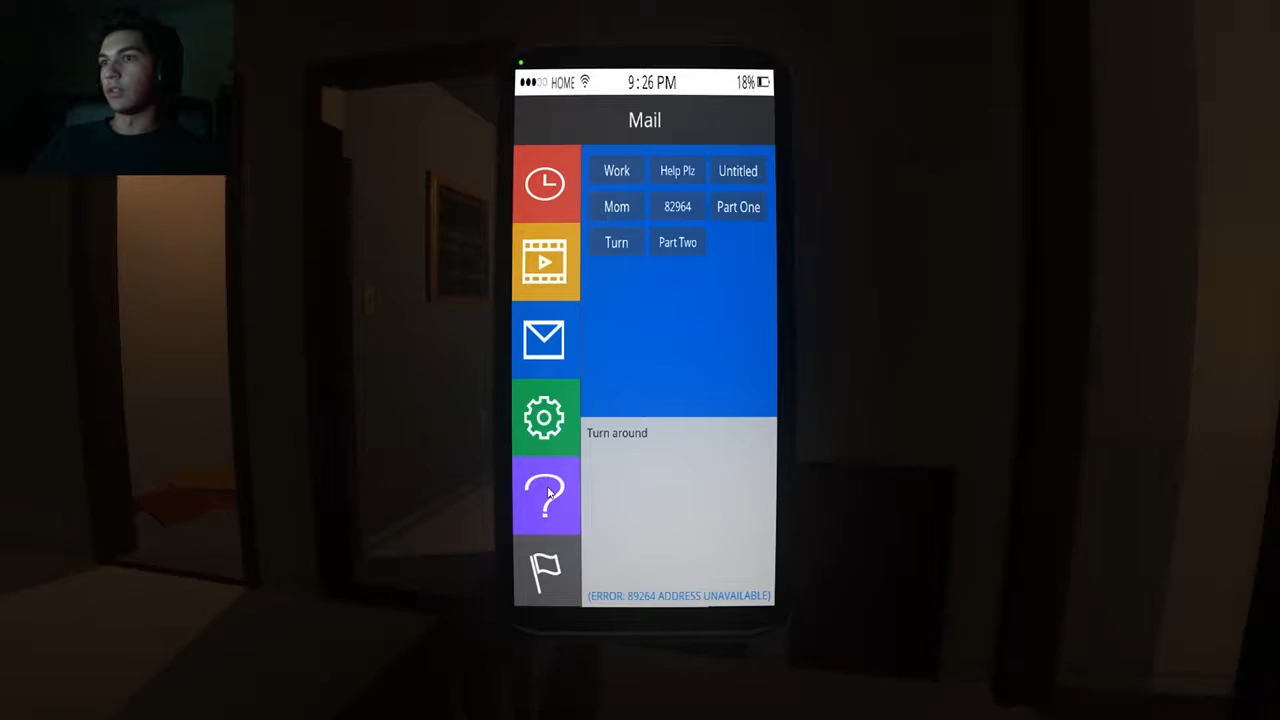 HOME 9:26 PM 18%
Mail
Work Help Plz Untitled
Mom 82964 Part One
Turn Part Two
Turn around
(ERROR: 89264 ADDRESS UNAVAILABLE)